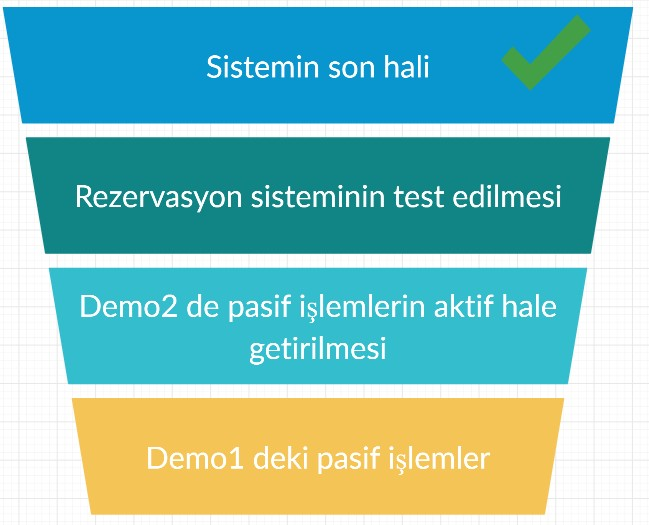 Sistemin son hali
Rezervasyon sisteminin test edilmesi
Demo2 de pasif işlemlerin aktif hale
getirilmesi
Demo1 deki pasif işlemler